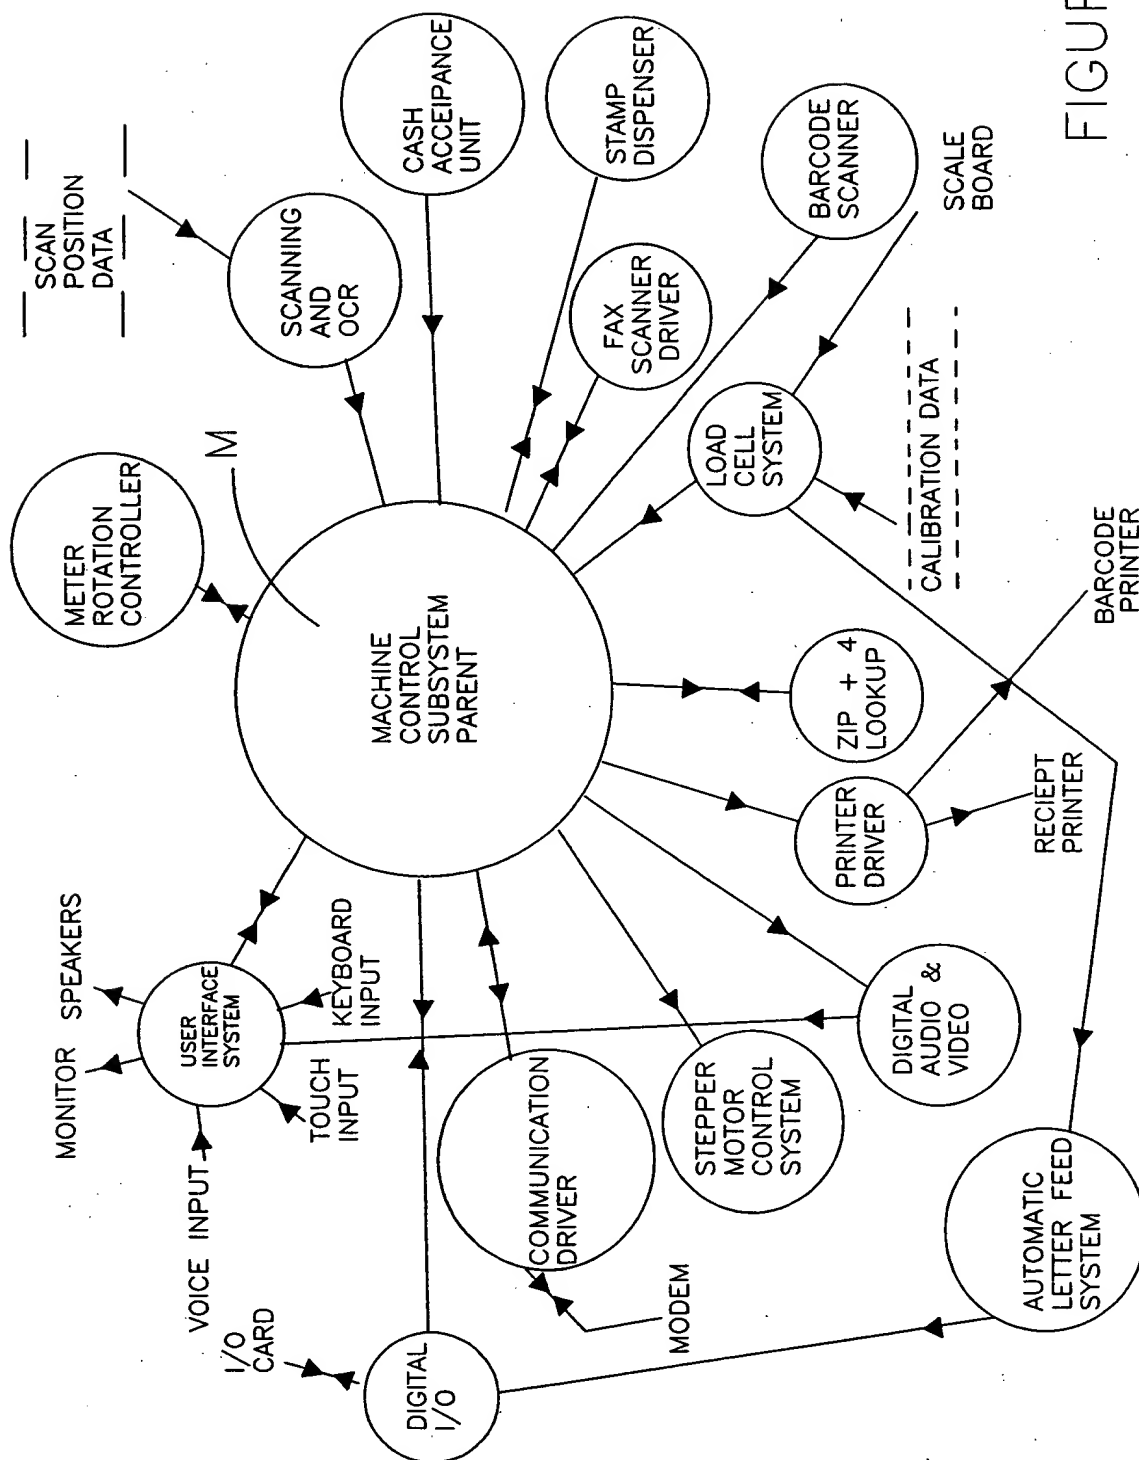 SCAN
POSITION
DATA
SCANNING
AND
OCR
CASH
ACCEIPANCE
UNIT
STAMP
DISPENSER
FAX
SCANNER
DRIVER
BARCODE
SCANNER
SCALE
BOARD
LOAD
CELL
SYSTEM
CALIBRATION DATA
METER
ROTATION
CONTROLLER
M
MACHINE
CONTROL
SUBSYSTEM
PARENT
ZIP + 4
LOOKUP
BARCODE
PRINTER
PRINTER
DRIVER
RECIEPT
PRINTER
SPEAKERS
MONITOR
USER
INTERFACE
SYSTEM
KEYBOARD
INPUT
TOUCH
INPUT
VOICE INPUT
I/O
CARD
DIGITAL
I/O
COMMUNICATION
DRIVER
MODEM
STEPPER
MOTOR
CONTROL
SYSTEM
DIGITAL
AUDIO &
VIDEO
AUTOMATIC
LETTER FEED
SYSTEM
FIGUR